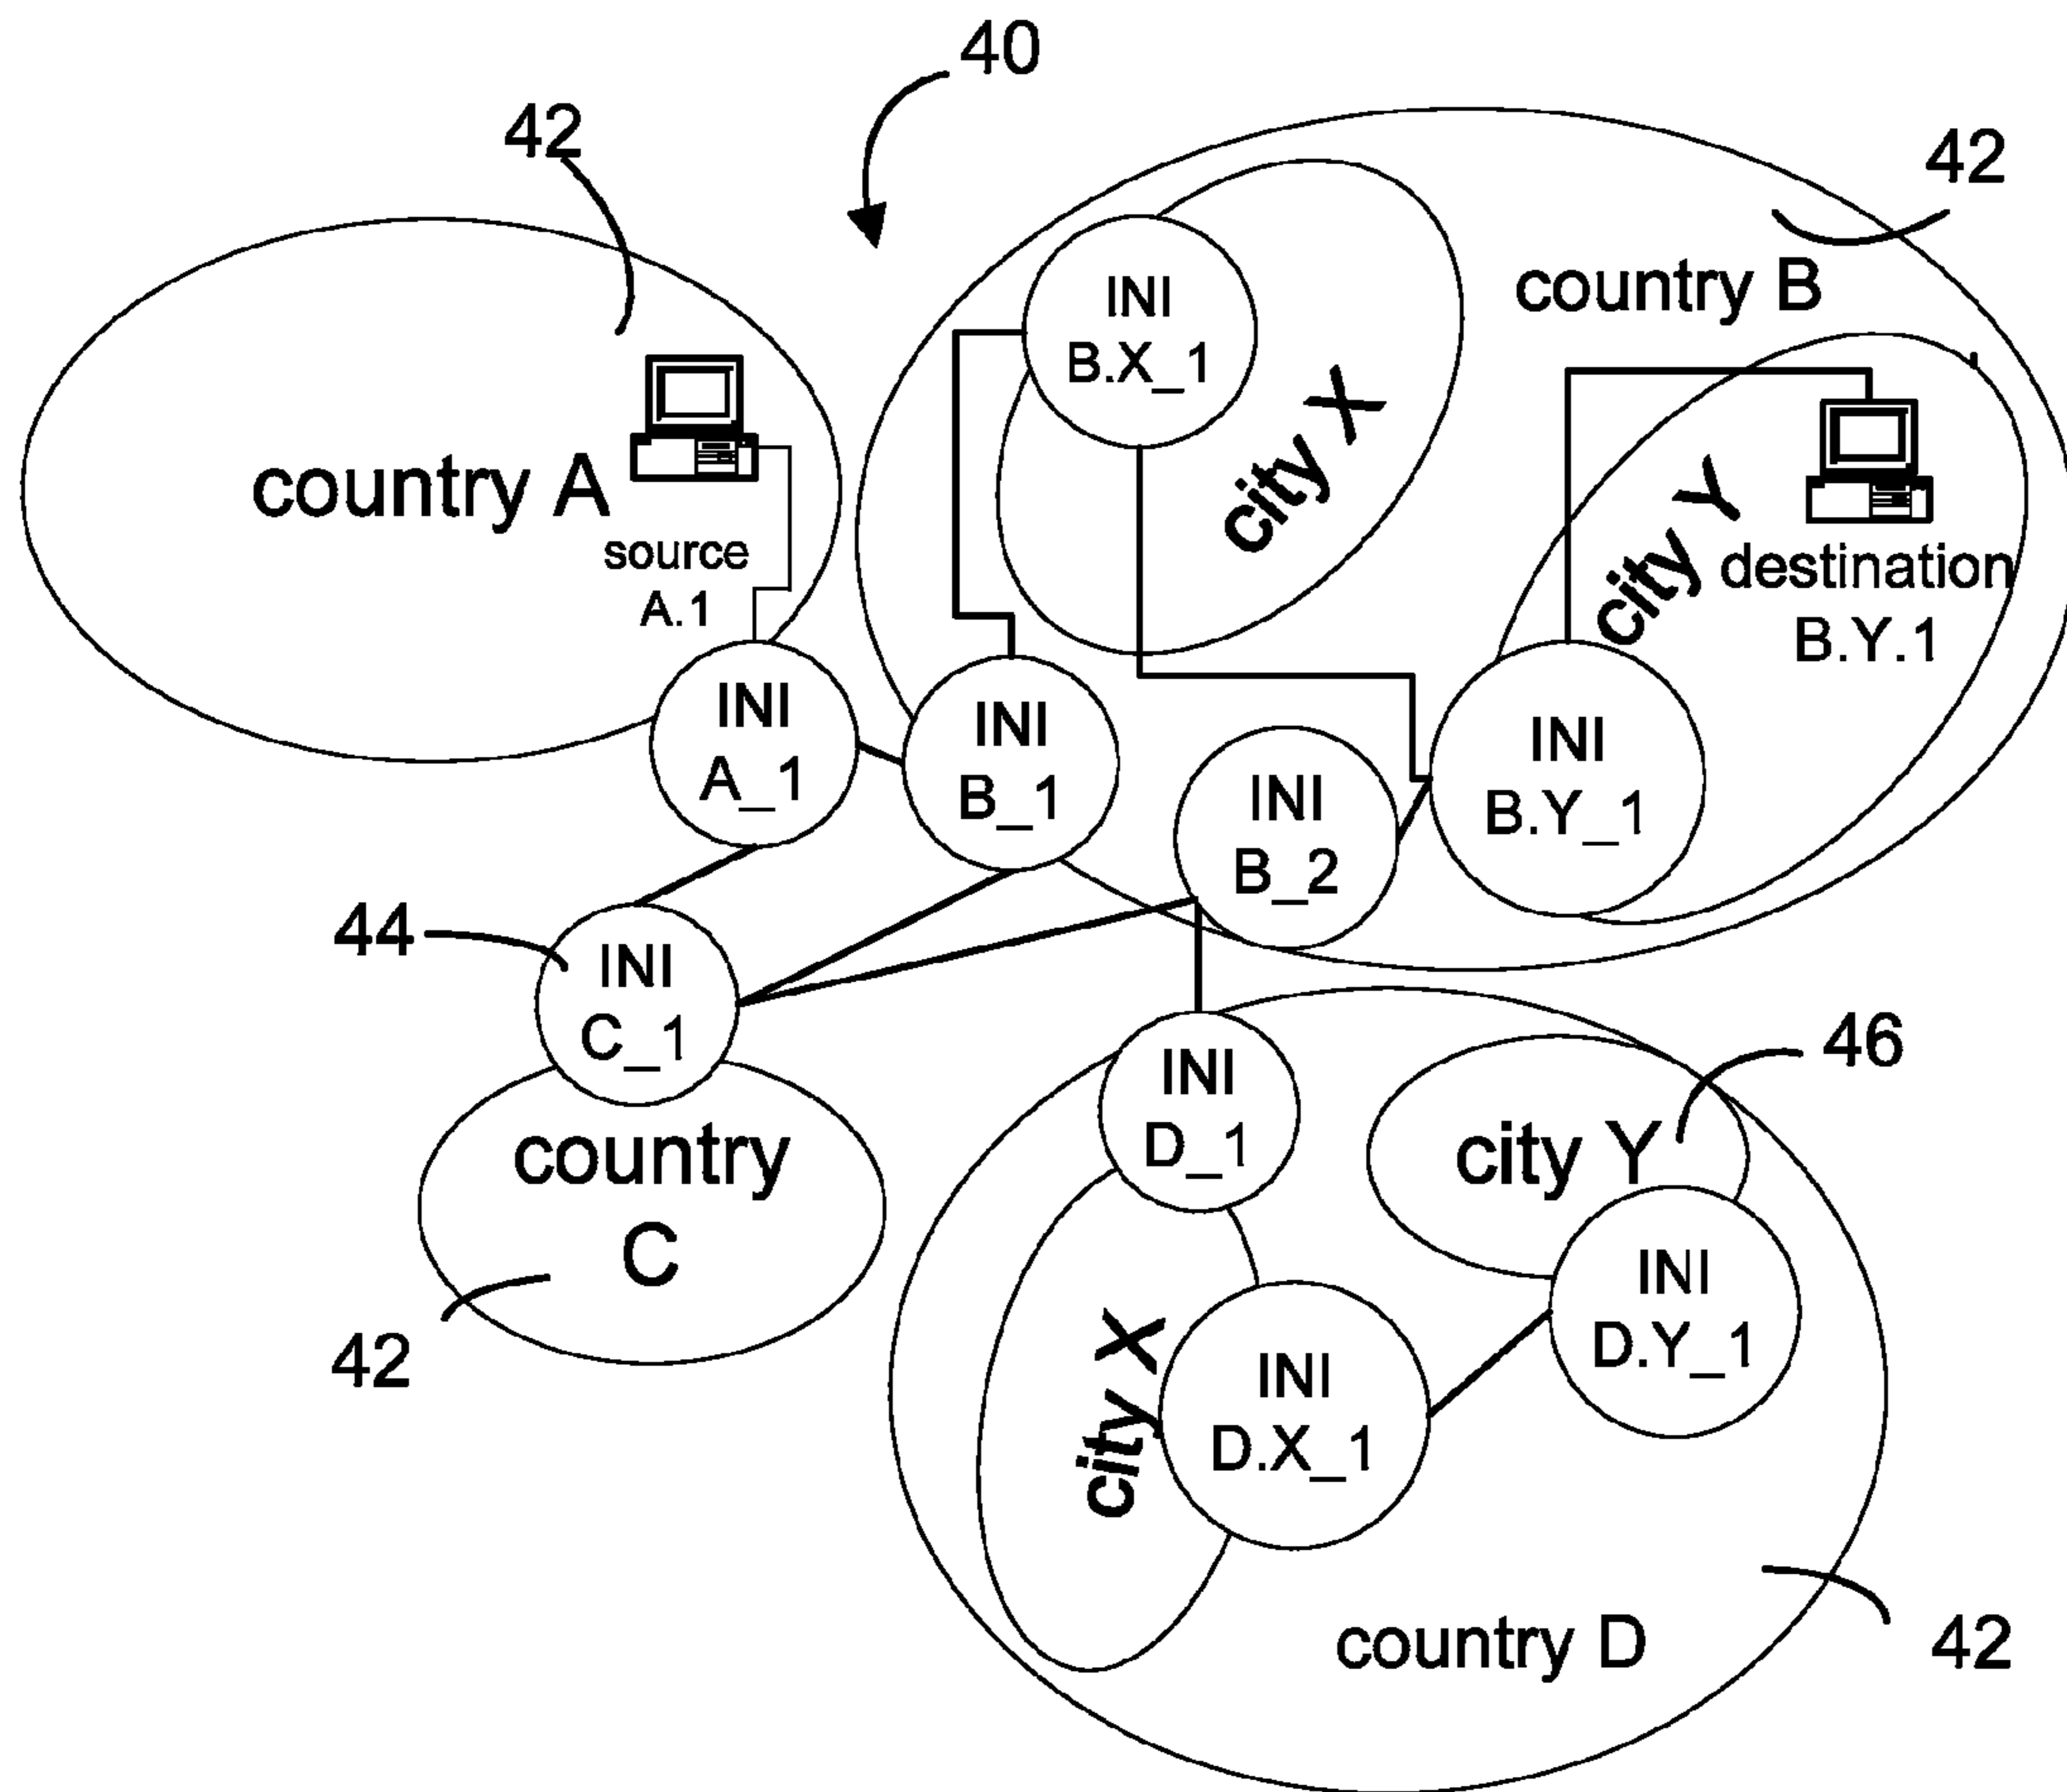 40
42
42
INI
B.X_1
country B
city X
country A
source
A.1
city Y
destination
B.Y.1
INI
A_1
INI
B_1
INI
B_2
INI
B.Y_1
44
INI
C_1
country
C
42
INI
D_1
46
city Y
INI
D.Y_1
city X
INI
D.X_1
country D
42